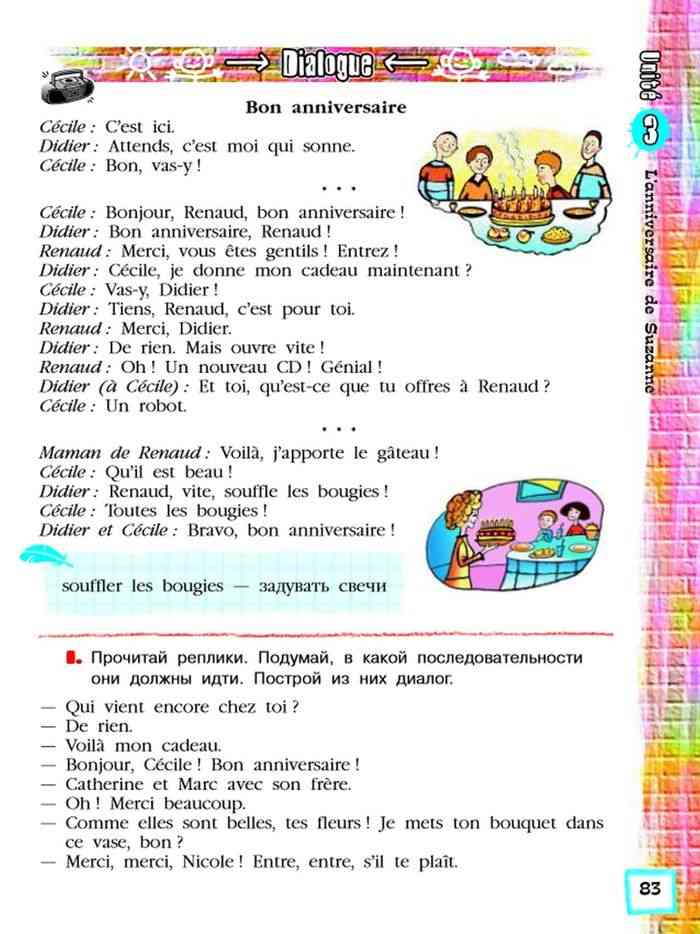 Dialogue
Unité 3
L'anniversaire de Suzanne
Bon anniversaire
Cécile : C'est ici.
Didier : Attends, c'est moi qui sonne.
Cécile : Bon, vas-y !
• • •
Cécile : Bonjour, Renaud, bon anniversaire !
Didier : Bon anniversaire, Renaud !
Renaud : Merci, vous êtes gentils ! Entrez !
Didier : Cécile, je donne mon cadeau maintenant ?
Cécile : Vas-y, Didier !
Didier : Tiens, Renaud, c'est pour toi.
Renaud : Merci, Didier.
Didier : De rien. Mais ouvre vite !
Renaud : Oh ! Un nouveau CD ! Génial !
Didier (à Cécile) : Et toi, qu'est-ce que tu offres à Renaud ?
Cécile : Un robot.
• • •
Maman de Renaud : Voilà, j'apporte le gâteau !
Cécile : Qu'il est beau !
Didier : Renaud, vite, souffle les bougies !
Cécile : Toutes les bougies !
Didier et Cécile : Bravo, bon anniversaire !
souffler les bougies — задувать свечи
1. Прочитай реплики. Подумай, в какой последовательности
они должны идти. Построй из них диалог.
— Qui vient encore chez toi ?
— De rien.
— Voilà mon cadeau.
— Bonjour, Cécile ! Bon anniversaire !
— Catherine et Marc avec son frère.
— Oh ! Merci beaucoup.
— Comme elles sont belles, tes fleurs ! Je mets ton bouquet dans
ce vase, bon ?
— Merci, merci, Nicole ! Entre, entre, s'il te plaît.
83